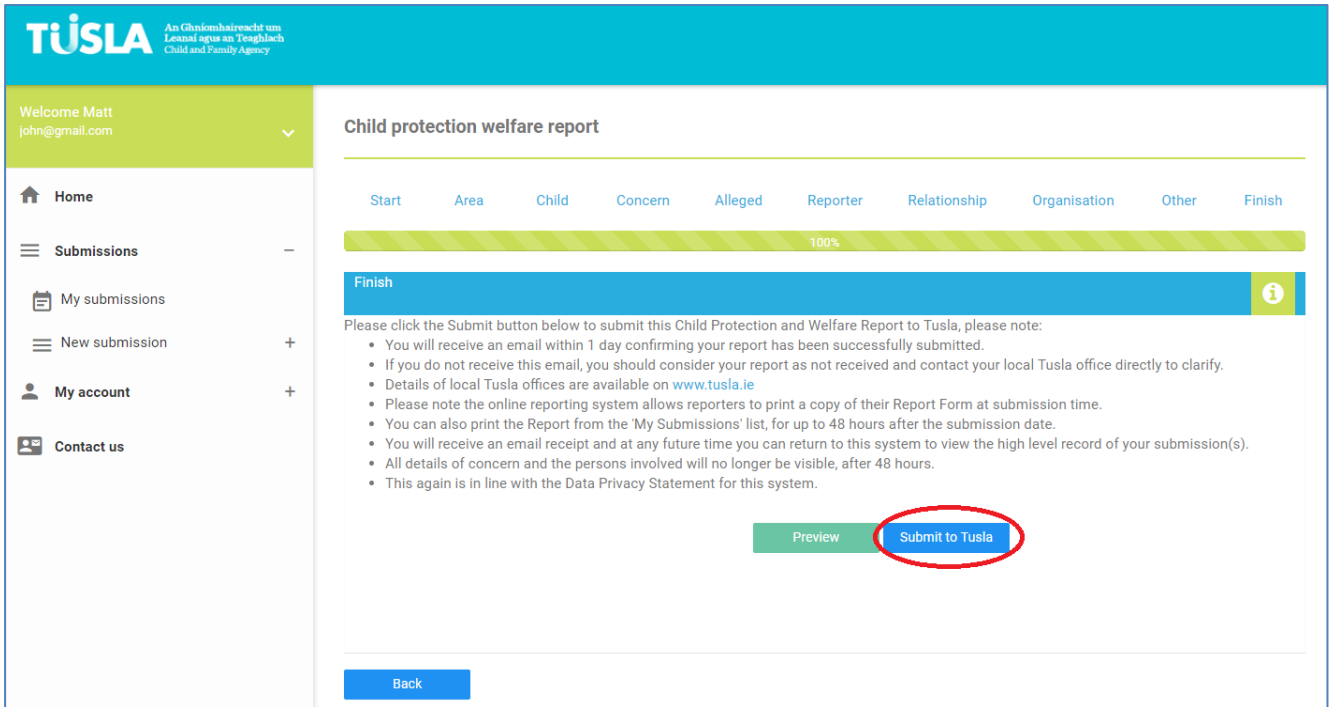 TUSLA
An Ghníomhaireacht um
Leanaí agus an Teaghlach
Child and Family Agency
Welcome Matt
john@gmail.com
Home
Submissions
My submissions
New submission
My account
Contact us
Child protection welfare report
Start Area Child Concern Alleged Reporter Relationship Organisation Other Finish
100%
Finish
Please click the Submit button below to submit this Child Protection and Welfare Report to Tusla, please note:
• You will receive an email within 1 day confirming your report has been successfully submitted.
• If you do not receive this email, you should consider your report as not received and contact your local Tusla office directly to clarify.
• Details of local Tusla offices are available on www.tusla.ie
• Please note the online reporting system allows reporters to print a copy of their Report Form at submission time.
• You can also print the Report from the 'My Submissions' list, for up to 48 hours after the submission date.
• You will receive an email receipt and at any future time you can return to this system to view the high level record of your submission(s).
• All details of concern and the persons involved will no longer be visible, after 48 hours.
• This again is in line with the Data Privacy Statement for this system.
Preview Submit to Tusla
Back